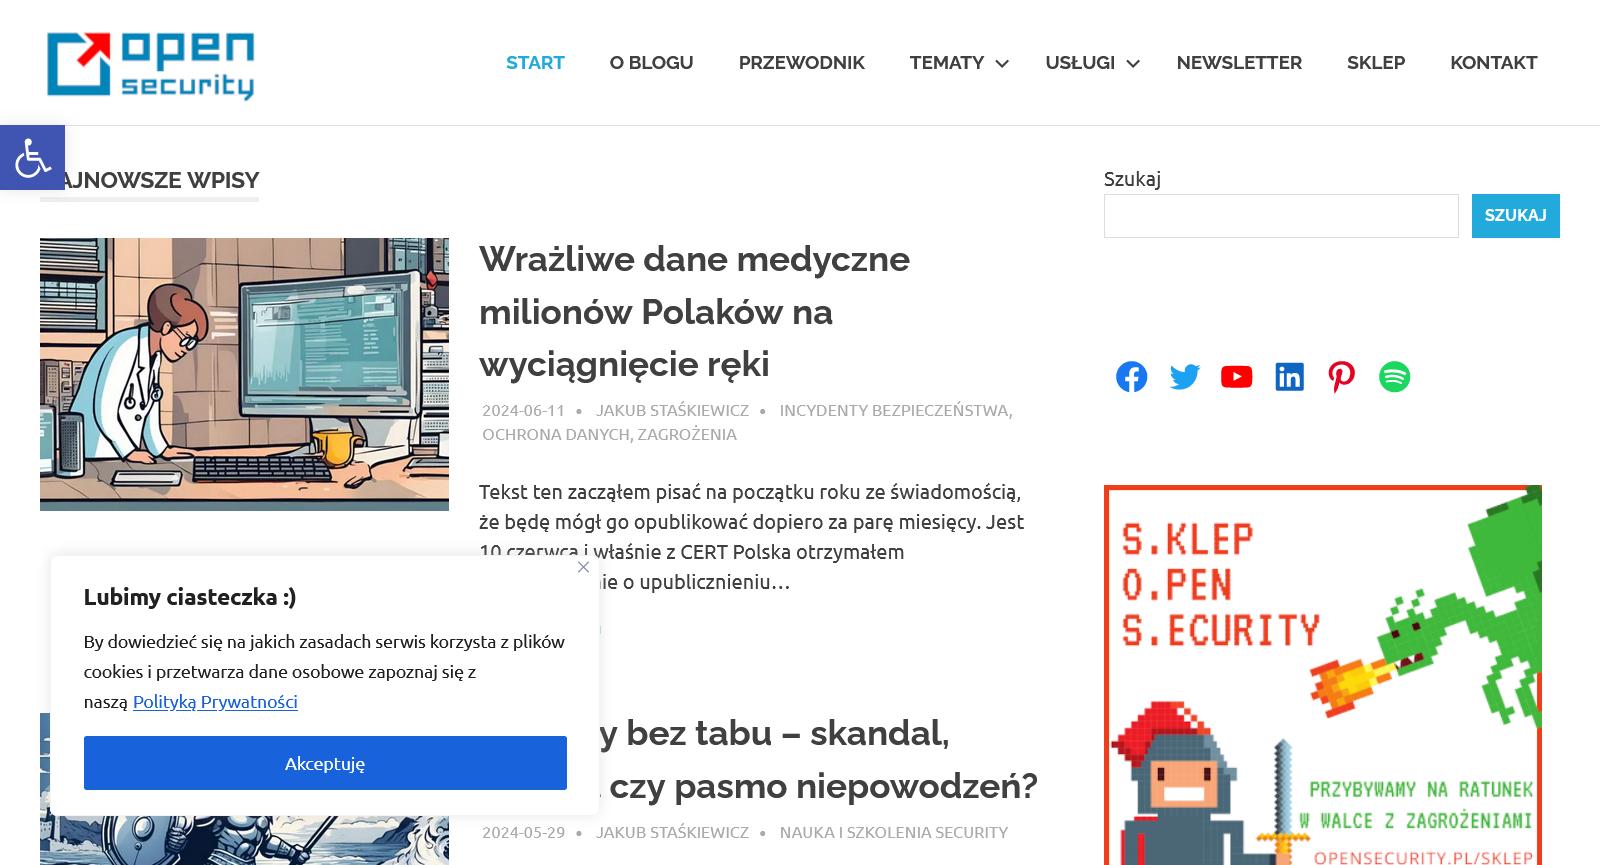 open
security
START
O BLOGU
PRZEWODNIK
TEMATY
USŁUGI
NEWSLETTER
SKLEP
KONTAKT
AJNOWSZE WPISY
Wrażliwe dane medyczne
milionów Polaków na
wyciągnięcie ręki
2024-06-11 • JAKUB STAŚKIEWICZ • INCYDENTY BEZPIECZEŃSTWA,
OCHRONA DANYCH, ZAGROŻENIA
Tekst ten zacząłem pisać na początku roku ze świadomością,
że będę mógł go opublikować dopiero za parę miesięcy. Jest
10 czerwca i właśnie z CERT Polska otrzymałem
nie o upublicznieniu…
y bez tabu – skandal,
czy pasmo niepowodzeń?
2024-05-29 • JAKUB STAŚKIEWICZ • NAUKA I SZKOLENIA SECURITY
Lubimy ciasteczka :)
By dowiedzieć się na jakich zasadach serwis korzysta z plików
cookies i przetwarza dane osobowe zapoznaj się z
naszą Polityką Prywatności
Akceptuję
Szukaj
SZUKAJ
S.KLEP
O.PEN
S.ECURITY
PRZYBYWAMY NA RATUNEK
W WALCE Z ZAGROŻENIAMI
OPENSECURITY.PL/SKLEP